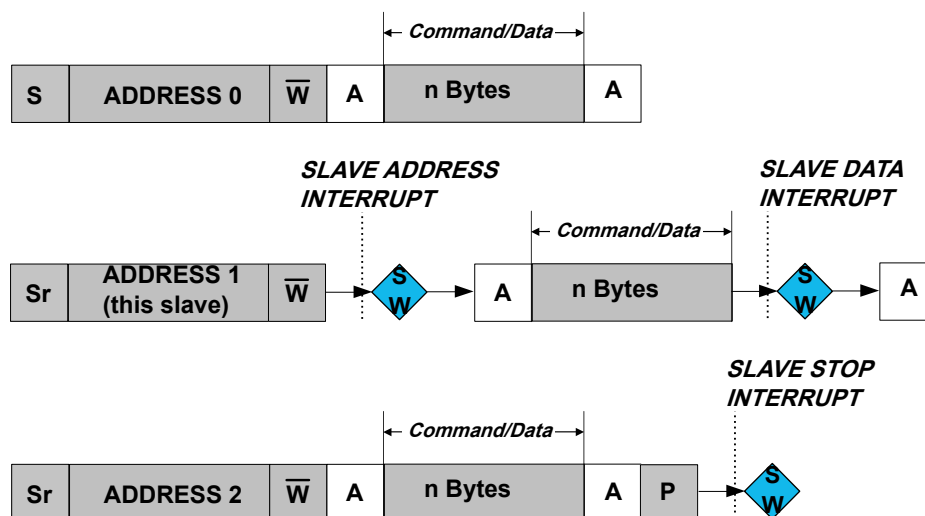 Command/Data
S ADDRESS 0 W̅ A n Bytes A
SLAVE ADDRESS INTERRUPT
SLAVE DATA INTERRUPT
Command/Data
Sr ADDRESS 1 (this slave) W̅ S W A n Bytes S W A
SLAVE STOP INTERRUPT
Command/Data
Sr ADDRESS 2 W̅ A n Bytes A P S W